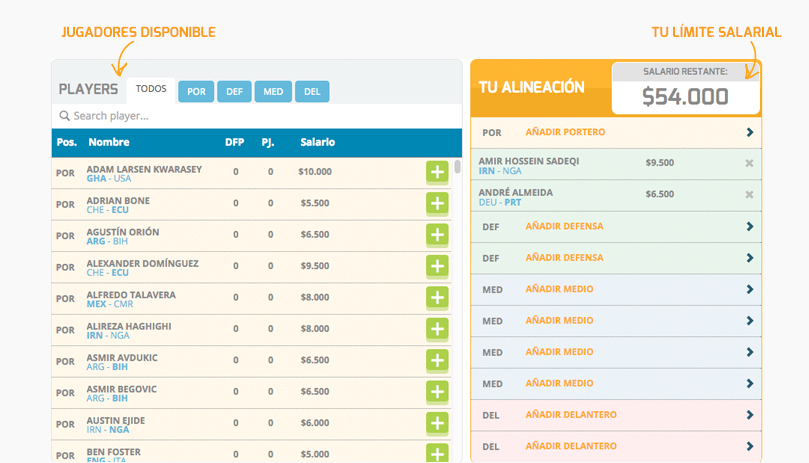 JUGADORES DISPONIBLE
TU LÍMITE SALARIAL
PLAYERS TODOS POR DEF MED DEL
Search player...
Pos. Nombre DFP Pj. Salario
POR ADAM LARSEN KWARASEY 0 0 $10.000
GHA - USA
POR ADRIAN BONE 0 0 $5.500
CHE - ECU
POR AGUSTÍN ORIÓN 0 0 $6.500
ARG - BIH
POR ALEXANDER DOMÍNGUEZ 0 0 $9.500
CHE - ECU
POR ALFREDO TALAVERA 0 0 $8.000
MEX - CMR
POR ALIREZA HAGHIGHI 0 0 $8.000
IRN - NGA
POR ASMIR AVDUKIC 0 0 $6.500
ARG - BIH
POR ASMIR BEGOVIC 0 0 $6.500
ARG - BIH
POR AUSTIN EJIDE 0 0 $6.000
IRN - NGA
POR BEN FOSTER 0 0 $5.000
ENG - ITA
TU ALINEACIÓN
SALARIO RESTANTE:
$54.000
POR AÑADIR PORTERO
AMIR HOSSEIN SADEQI $9.500
IRN - NGA
ANDRÉ ALMEIDA $6.500
DEU - PRT
DEF AÑADIR DEFENSA
DEF AÑADIR DEFENSA
MED AÑADIR MEDIO
MED AÑADIR MEDIO
MED AÑADIR MEDIO
MED AÑADIR MEDIO
DEL AÑADIR DELANTERO
DEL AÑADIR DELANTERO